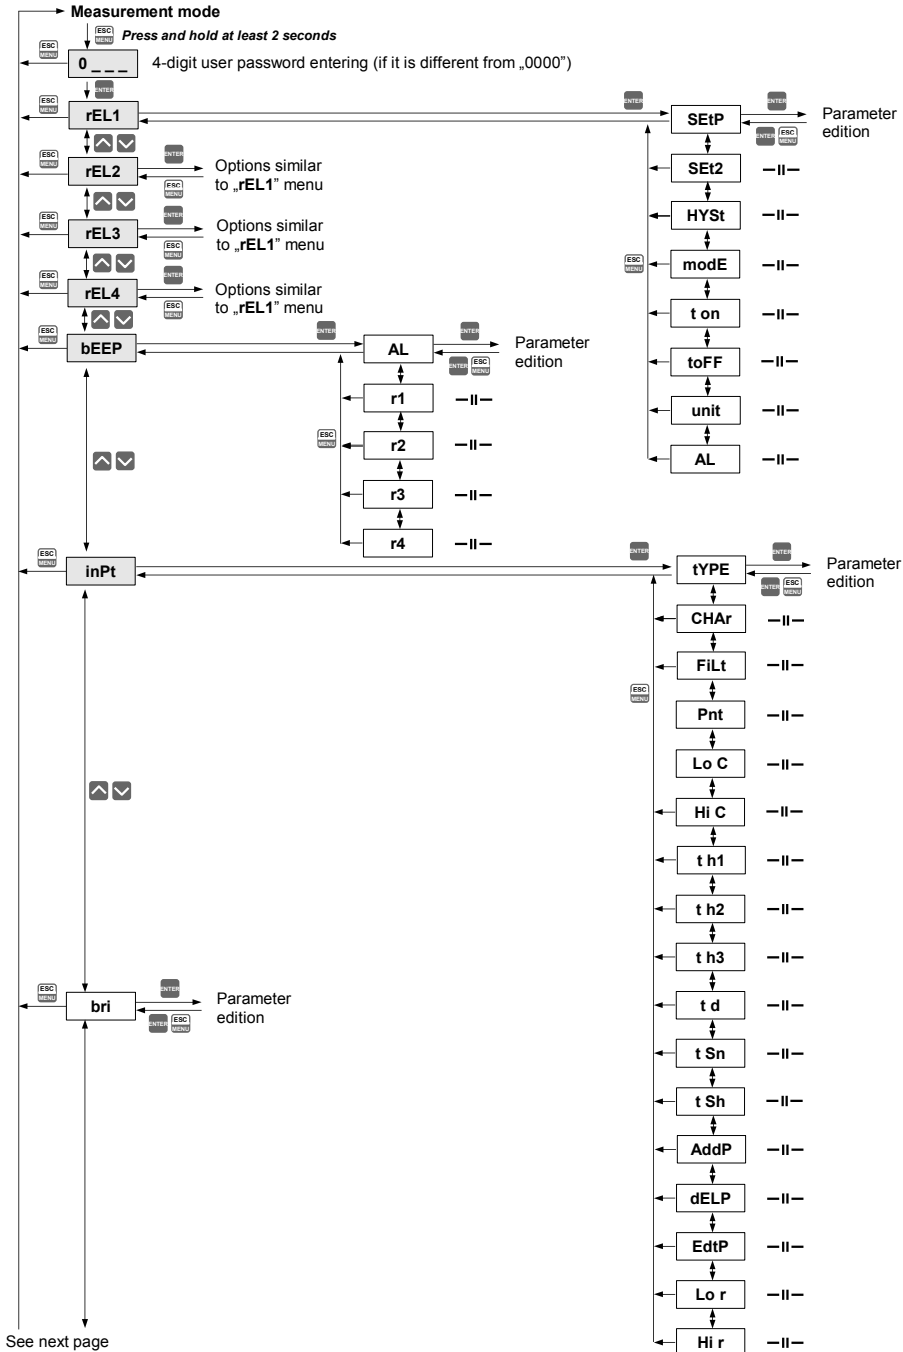 Measurement mode
ESC MENU
Press and hold at least 2 seconds
ESC MENU
0 _ _ _
4-digit user password entering (if it is different from „0000”)
ENTER
ESC MENU
rEL1
ENTER
SEtP
ENTER
ENTER ESC MENU
Parameter
edition
ESC MENU
rEL2
ENTER
ESC MENU
Options similar
to „rEL1” menu
SEt2
–II–
ESC MENU
rEL3
ENTER
ESC MENU
Options similar
to „rEL1” menu
HYSt
–II–
ESC MENU
modE
–II–
ESC MENU
rEL4
ENTER
ESC MENU
Options similar
to „rEL1” menu
t on
–II–
ESC MENU
bEEP
ENTER
AL
ENTER
ENTER ESC MENU
Parameter
edition
toFF
–II–
r1
–II–
unit
–II–
ESC MENU
r2
–II–
AL
–II–
r3
–II–
r4
–II–
ESC MENU
inPt
ENTER
tYPE
ENTER
ENTER ESC MENU
Parameter
edition
CHAr
–II–
FiLt
–II–
ESC MENU
Pnt
–II–
Lo C
–II–
Hi C
–II–
t h1
–II–
t h2
–II–
t h3
–II–
ESC MENU
bri
ENTER
ENTER ESC MENU
Parameter
edition
t d
–II–
t Sn
–II–
t Sh
–II–
AddP
–II–
dELP
–II–
EdtP
–II–
Lo r
–II–
Hi r
–II–
See next page